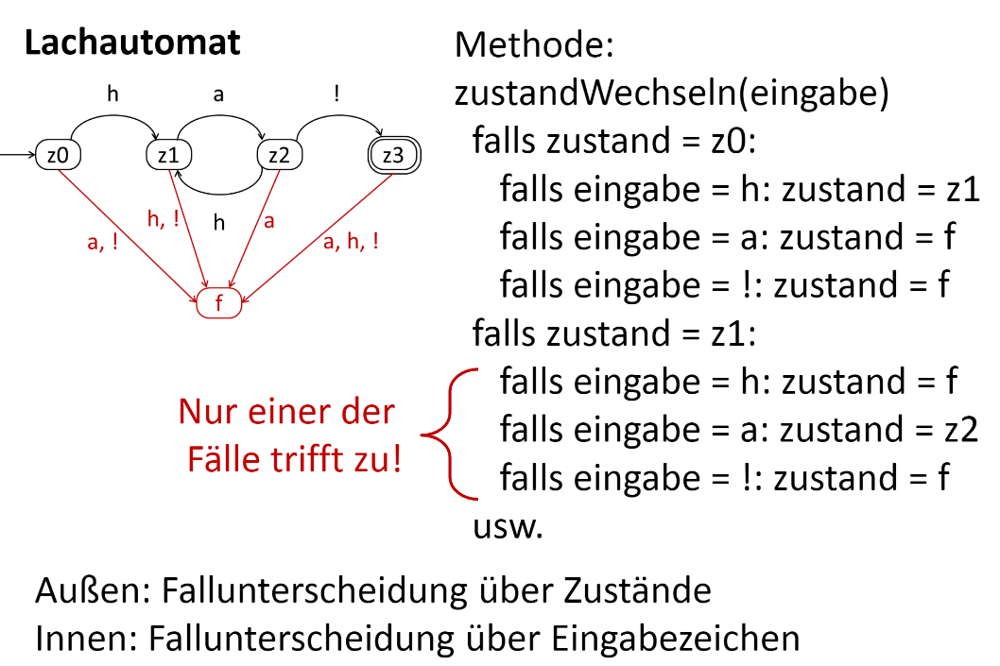 Lachautomat
h
a
!
z0
z1
z2
z3
a, !
h, !
h
a
a, h, !
f
Methode:
zustandWechseln(eingabe)
falls zustand = z0:
falls eingabe = h: zustand = z1
falls eingabe = a: zustand = f
falls eingabe = !: zustand = f
falls zustand = z1:
falls eingabe = h: zustand = f
falls eingabe = a: zustand = z2
falls eingabe = !: zustand = f
usw.
Nur einer der
Fälle trifft zu!
Außen: Fallunterscheidung über Zustände
Innen: Fallunterscheidung über Eingabezeichen